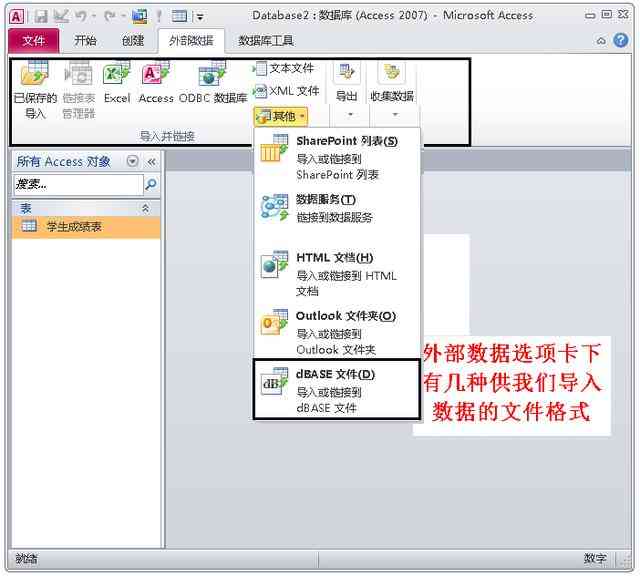 Database2 : 数据库 (Access 2007) - Microsoft Access
文件 开始 创建 外部数据 数据库工具
已保存的
导入
链接表
管理器
Excel
Access
ODBC 数据库
文本文件
XML 文件
其他
导出
收集数据
导入并链接
所有 Access 对象
搜索...
表
学生成绩表
SharePoint 列表(S)
导入或链接到
SharePoint 列表
数据服务(T)
链接到数据服务
HTML 文档(H)
导入或链接到 HTML
文档
Outlook 文件夹(O)
导入或链接到
Outlook 文件夹
dBASE 文件(D)
导入或链接到
dBASE 文件
外部数据选项卡下
有几种供我们导入
数据的文件格式
就绪
数字